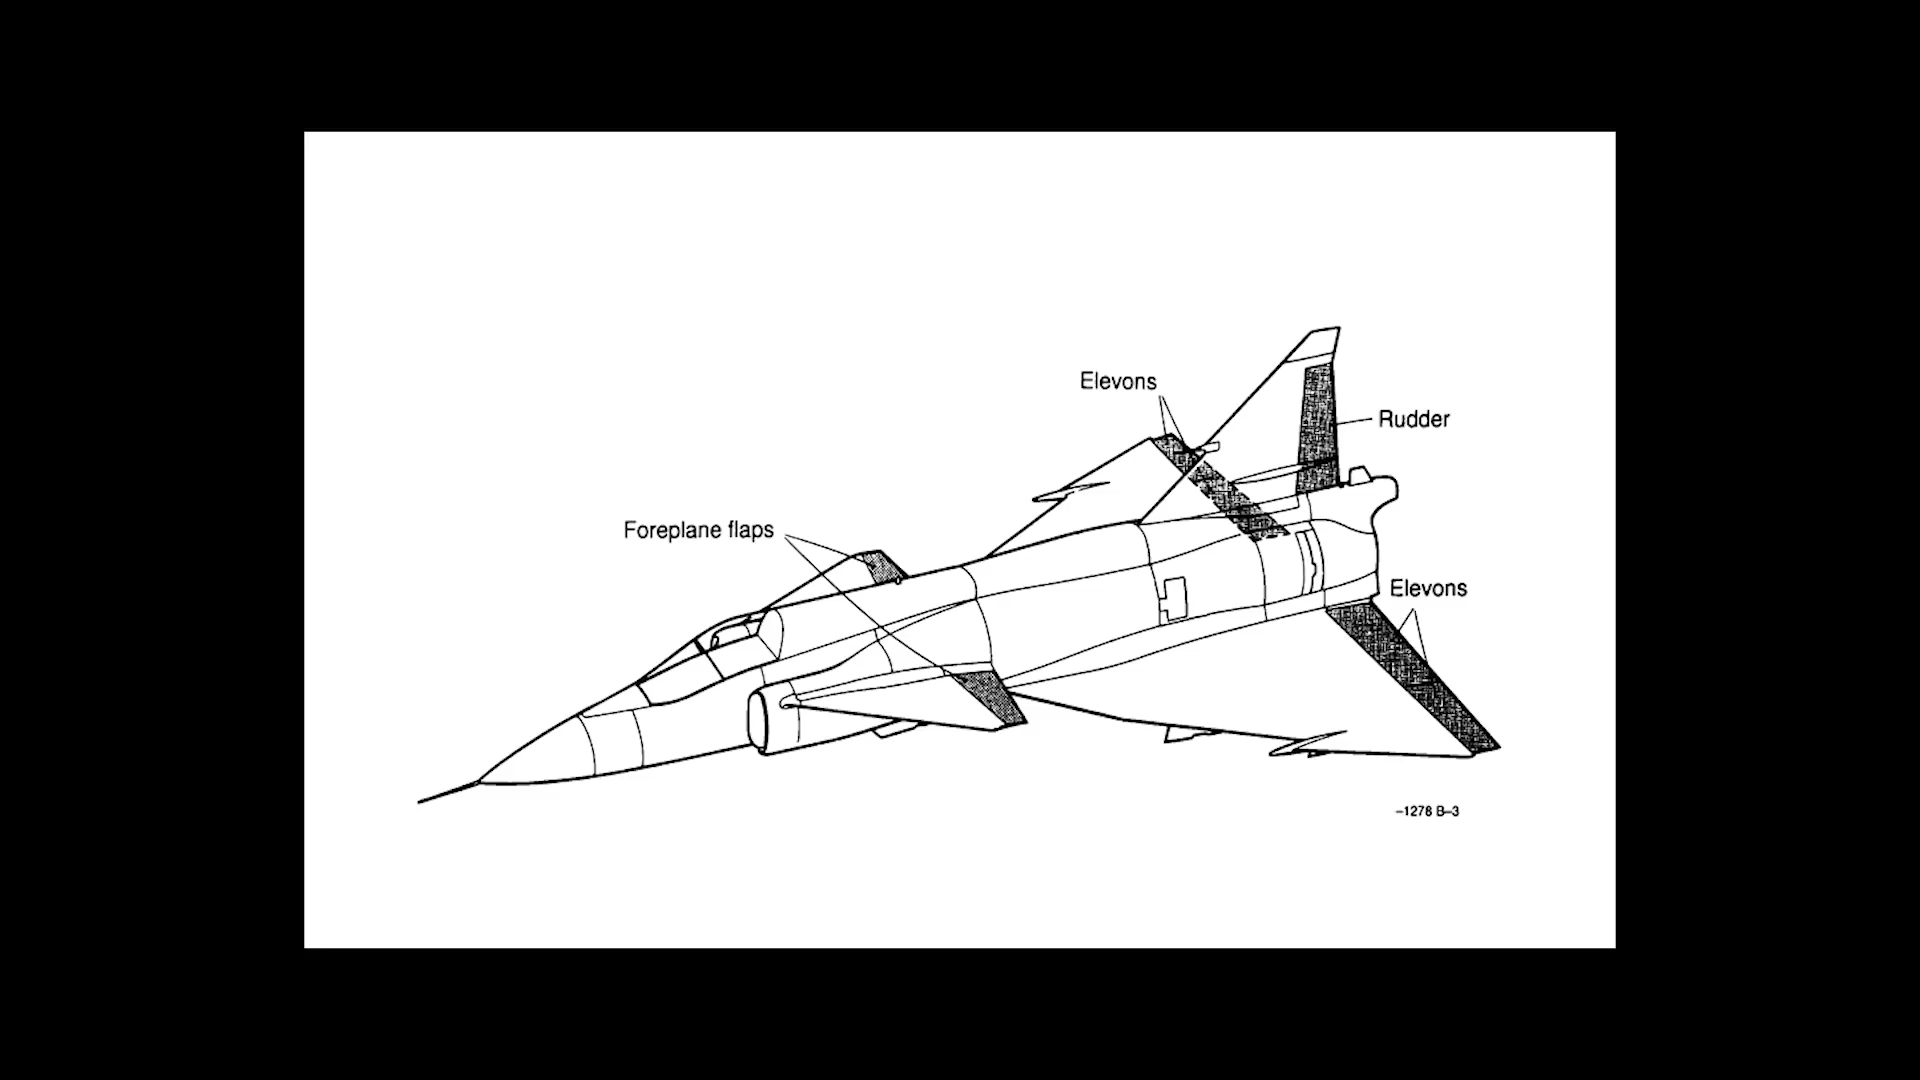 Elevons
Rudder
Foreplane flaps
Elevons
–1278 B–3